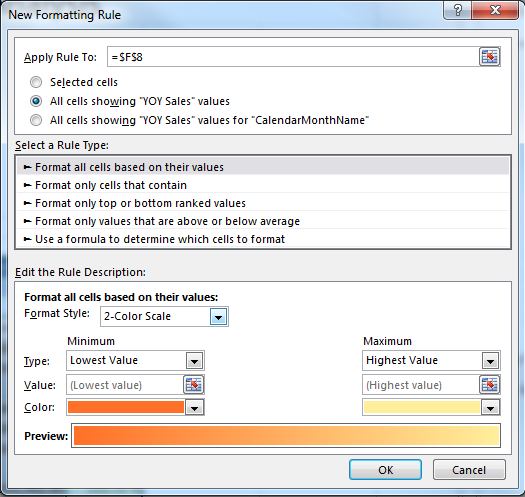 New Formatting Rule
?
Apply Rule To: =$F$8
Selected cells
All cells showing "YOY Sales" values
All cells showing "YOY Sales" values for "CalendarMonthName"
Select a Rule Type:
► Format all cells based on their values
► Format only cells that contain
► Format only top or bottom ranked values
► Format only values that are above or below average
► Use a formula to determine which cells to format
Edit the Rule Description:
Format all cells based on their values:
Format Style: 2-Color Scale
Minimum Maximum
Type: Lowest Value Highest Value
Value: (Lowest value) (Highest value)
Color:
Preview:
OK Cancel